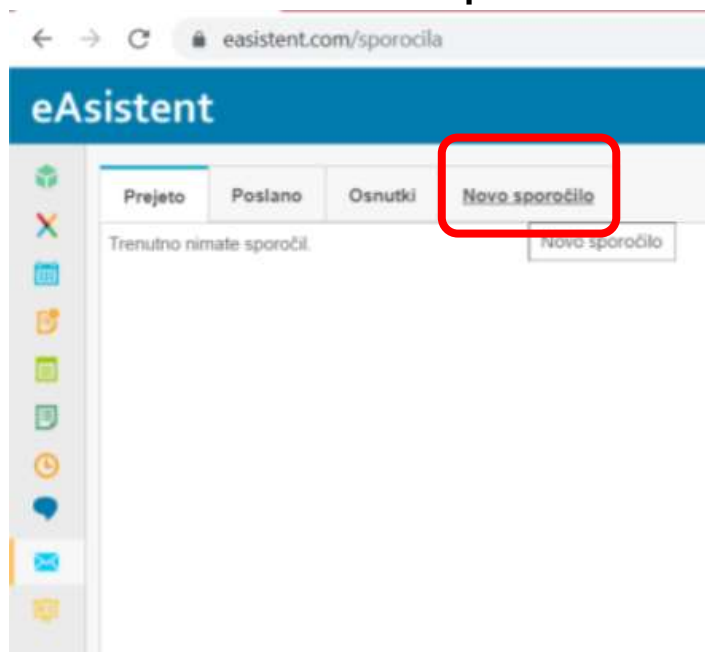 easistent.com/sporocila
eAsistent
Prejeto Poslano Osnutki Novo sporočilo
Trenutno nimate sporočil.
Novo sporočilo